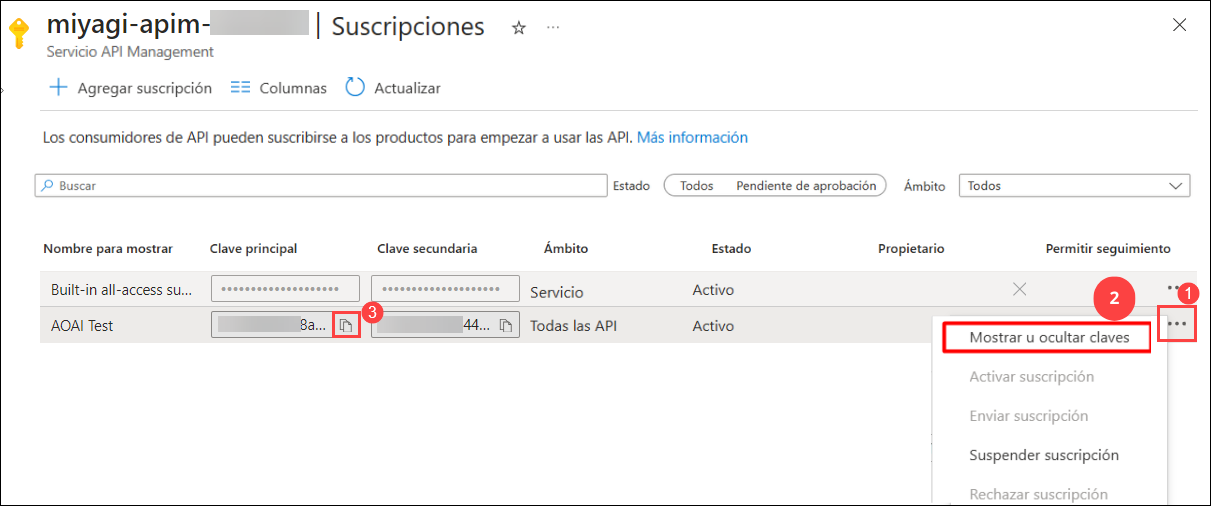 miyagi-apim- | Suscripciones ☆ ...
Servicio API Management
Agregar suscripción Columnas Actualizar
Los consumidores de API pueden suscribirse a los productos para empezar a usar las API. Más información
Buscar Estado Todos Pendiente de aprobación Ámbito Todos
Nombre para mostrar Clave principal Clave secundaria Ámbito Estado Propietario Permitir seguimiento
Built-in all-access su... •••••••••••••••••••• •••••••••••••••••••• Servicio Activo
2 1
AOAI Test 8a... 3 44... Todas las API Activo
Mostrar u ocultar claves
Activar suscripción
Enviar suscripción
Suspender suscripción
Rechazar suscripción